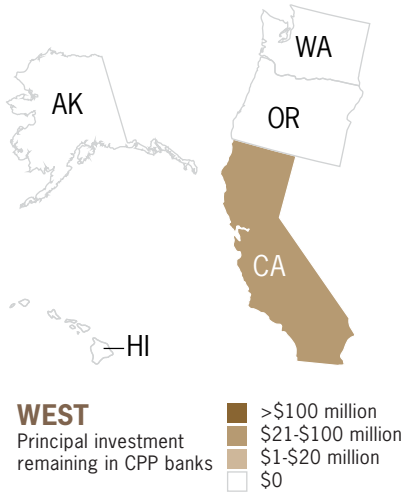 WA
AK
OR
CA
HI
WEST
Principal investment
remaining in CPP banks
>$100 million
$21-$100 million
$1-$20 million
$0